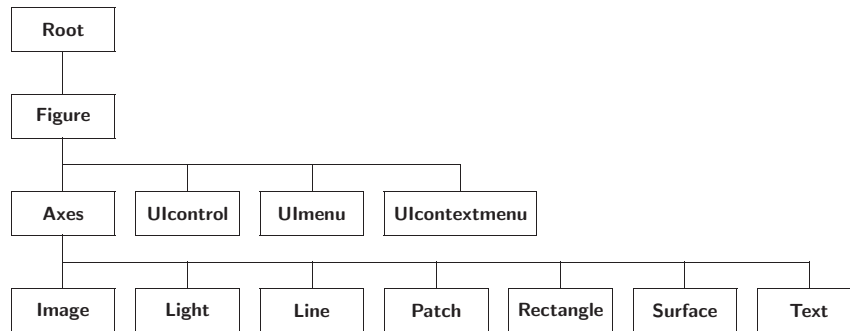 Root
Figure
Axes UIcontrol UImenu UIcontextmenu
Image Light Line Patch Rectangle Surface Text